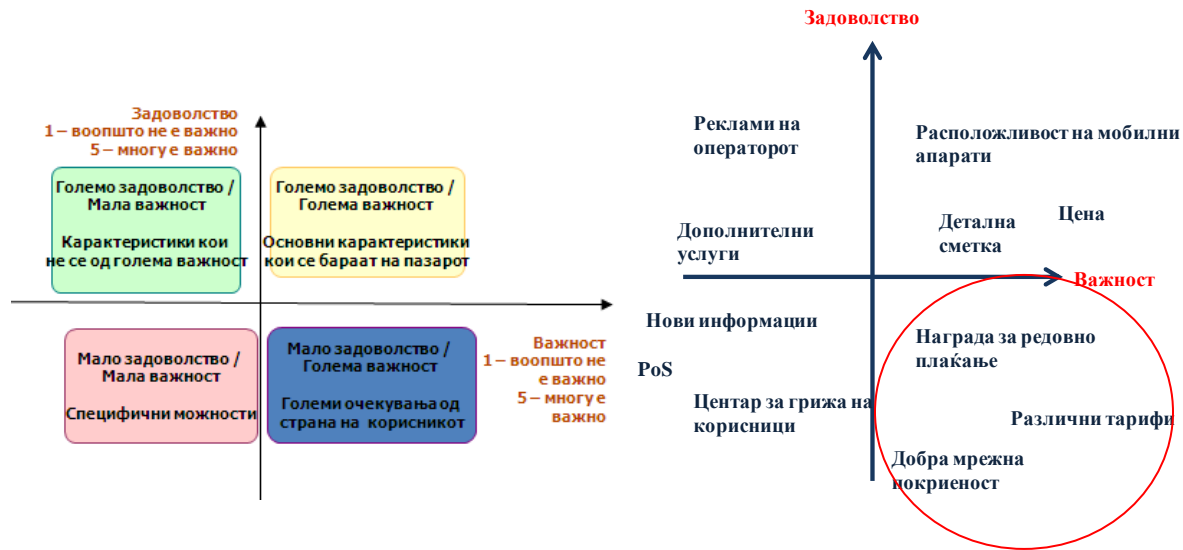 Задоволство
1 – воопшто не е важно
5 – многу е важно
Големо задоволство /
Мала важност
Карактеристики кои
не се од голема важност
Големо задоволство /
Голема важност
Основни карактеристики
кои се бараат на пазарот
Мало задоволство /
Мала важност
Специфични можности
Мало задоволство /
Голема важност
Големи очекувања од
страна на корисникот
Важност
1 – воопшто не
е важно
5 – многу е
важно
Задоволство
Реклами на
операторот
Расположливост на мобилни
апарати
Дополнителни
услуги
Детална
сметка
Цена
Важност
Нови информации
PoS
Центар за грижа на
корисници
Награда за редовно
плаќање
Различни тарифи
Добра мрежна
покриеност